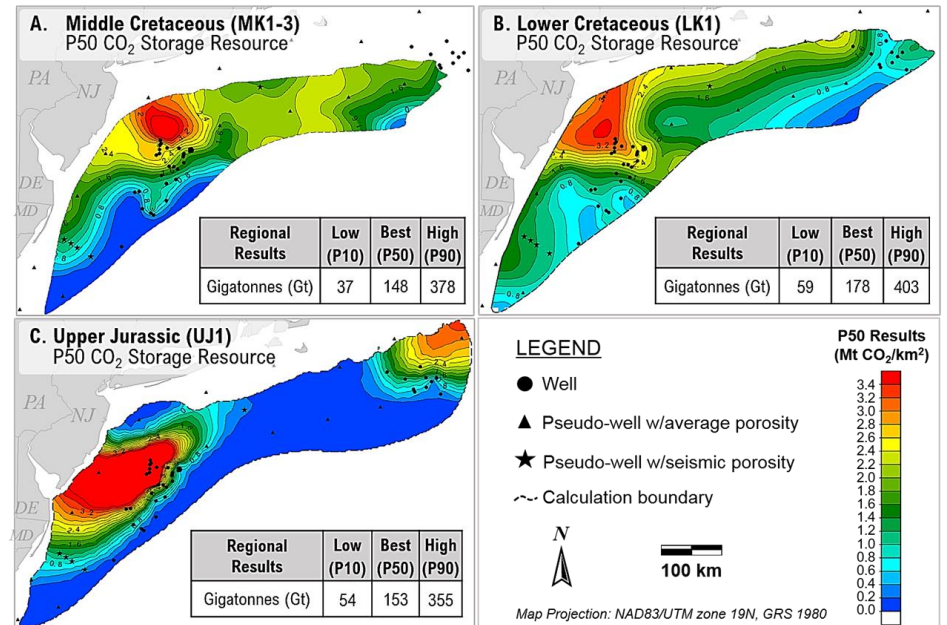 A. Middle Cretaceous (MK1-3)
P50 CO₂ Storage Resource
PA
NJ
DE
MD
Regional Results Low (P10) Best (P50) High (P90)
Gigatonnes (Gt) 37 148 378
B. Lower Cretaceous (LK1)
P50 CO₂ Storage Resource
PA
NJ
DE
MD
Regional Results Low (P10) Best (P50) High (P90)
Gigatonnes (Gt) 59 178 403
C. Upper Jurassic (UJ1)
P50 CO₂ Storage Resource
PA
NJ
DE
MD
Regional Results Low (P10) Best (P50) High (P90)
Gigatonnes (Gt) 54 153 355
LEGEND
Well
Pseudo-well w/average porosity
Pseudo-well w/seismic porosity
Calculation boundary
N
100 km
Map Projection: NAD83/UTM zone 19N, GRS 1980
P50 Results
(Mt CO₂/km²)
3.4
3.2
3.0
2.8
2.6
2.4
2.2
2.0
1.8
1.6
1.4
1.2
1.0
0.8
0.6
0.4
0.2
0.0